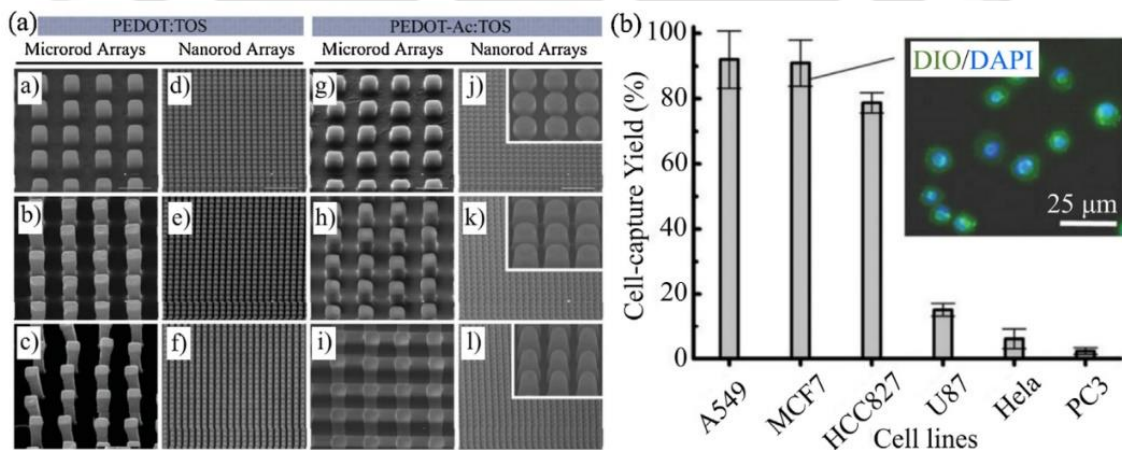 (a)
PEDOT:TOS
PEDOT-Ac:TOS
Microrod Arrays
Nanorod Arrays
Microrod Arrays
Nanorod Arrays
a)
d)
g)
j)
b)
e)
h)
k)
c)
f)
i)
l)
(b)
Cell-capture Yield (%)
100
80
60
40
20
0
DIO/DAPI
25 μm
A549
MCF7
HCC827
U87
Hela
PC3
Cell lines